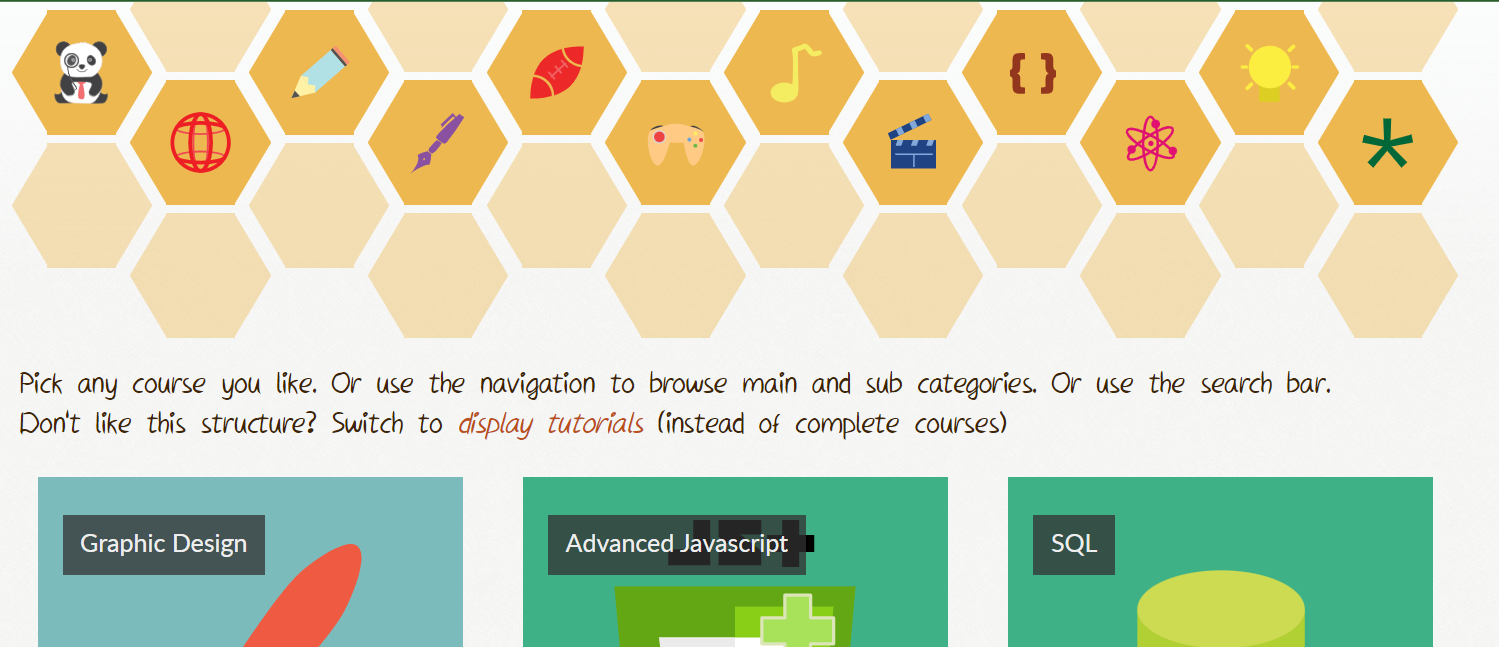 Pick any course you like. Or use the navigation to browse main and sub categories. Or use the search bar.
Don't like this structure? Switch to display tutorials (instead of complete courses)
Graphic Design
Advanced Javascript
SQL